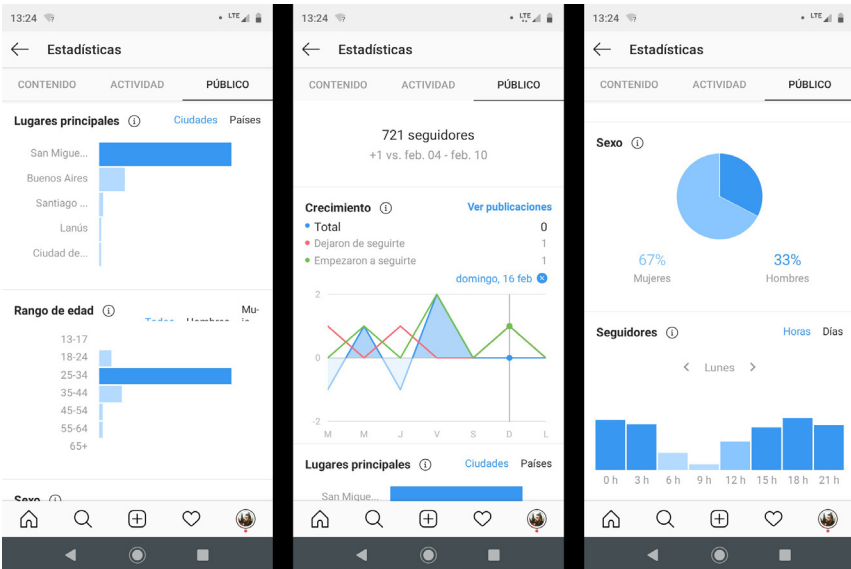 13:24 LTE
Estadísticas
CONTENIDO ACTIVIDAD PÚBLICO
Lugares principales Ciudades Países
San Migue...
Buenos Aires
Santiago ...
Lanús
Ciudad de...
Rango de edad Todos Hombres Mu-
13-17
18-24
25-34
35-44
45-54
55-64
65+
Sexo
13:24 LTE
Estadísticas
CONTENIDO ACTIVIDAD PÚBLICO
721 seguidores
+1 vs. feb. 04 - feb. 10
Crecimiento Ver publicaciones
Total 0
Dejaron de seguirte 1
Empezaron a seguirte 1
domingo, 16 feb
2
0
-2
M M J V S D L
Lugares principales Ciudades Países
San Migue...
13:24 LTE
Estadísticas
CONTENIDO ACTIVIDAD PÚBLICO
Sexo
67% 33%
Mujeres Hombres
Seguidores Horas Días
Lunes
0 h 3 h 6 h 9 h 12 h 15 h 18 h 21 h